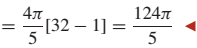 = 4π/5 [32 − 1] = 124π/5 ◄